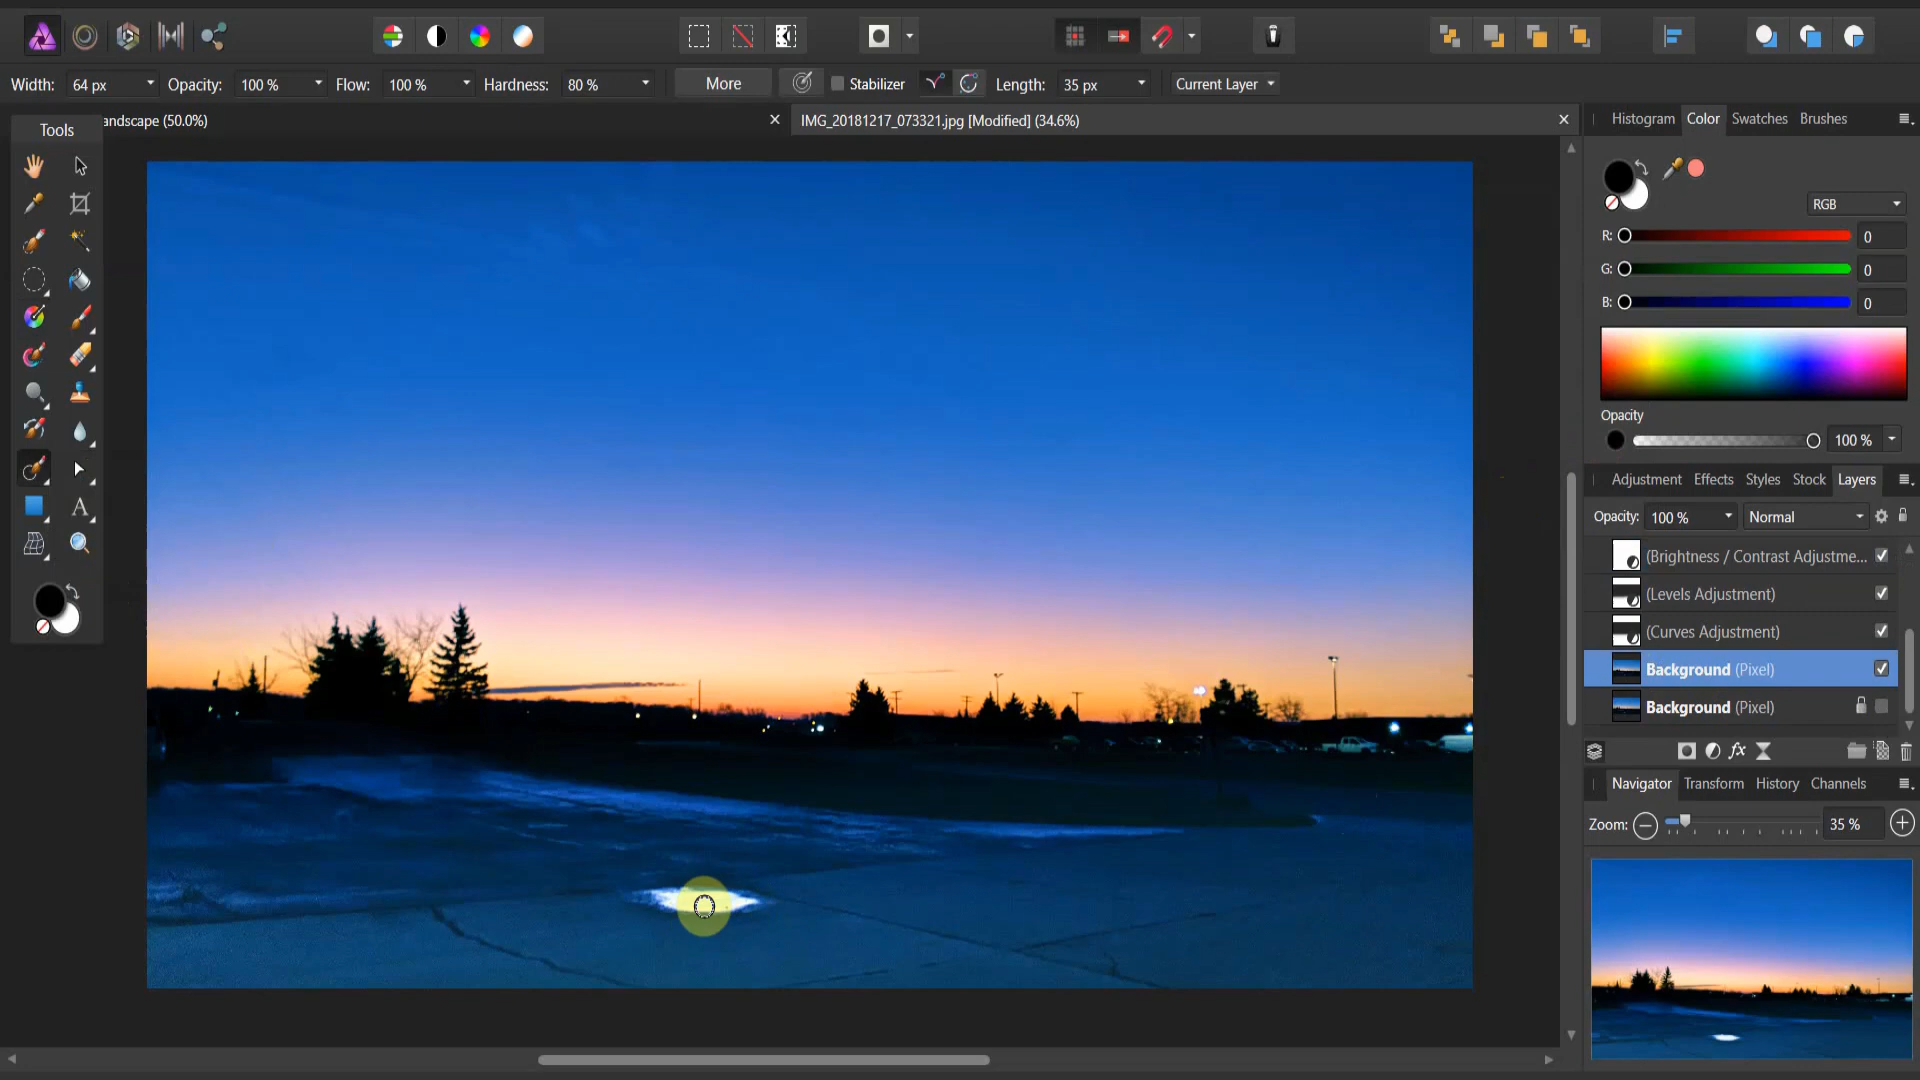 Width: 64 px Opacity: 100 % Flow: 100 % Hardness: 80 % More Stabilizer Length: 35 px Current Layer
andscape (50.0%) IMG_20181217_073321.jpg [Modified] (34.6%)
Tools
Histogram Color Swatches Brushes
RGB
R: 0
G: 0
B: 0
Opacity
100 %
Adjustment Effects Styles Stock Layers
Opacity: 100 % Normal
(Brightness / Contrast Adjustme...
(Levels Adjustment)
(Curves Adjustment)
Background (Pixel)
Background (Pixel)
fx
Navigator Transform History Channels
Zoom: 35 %